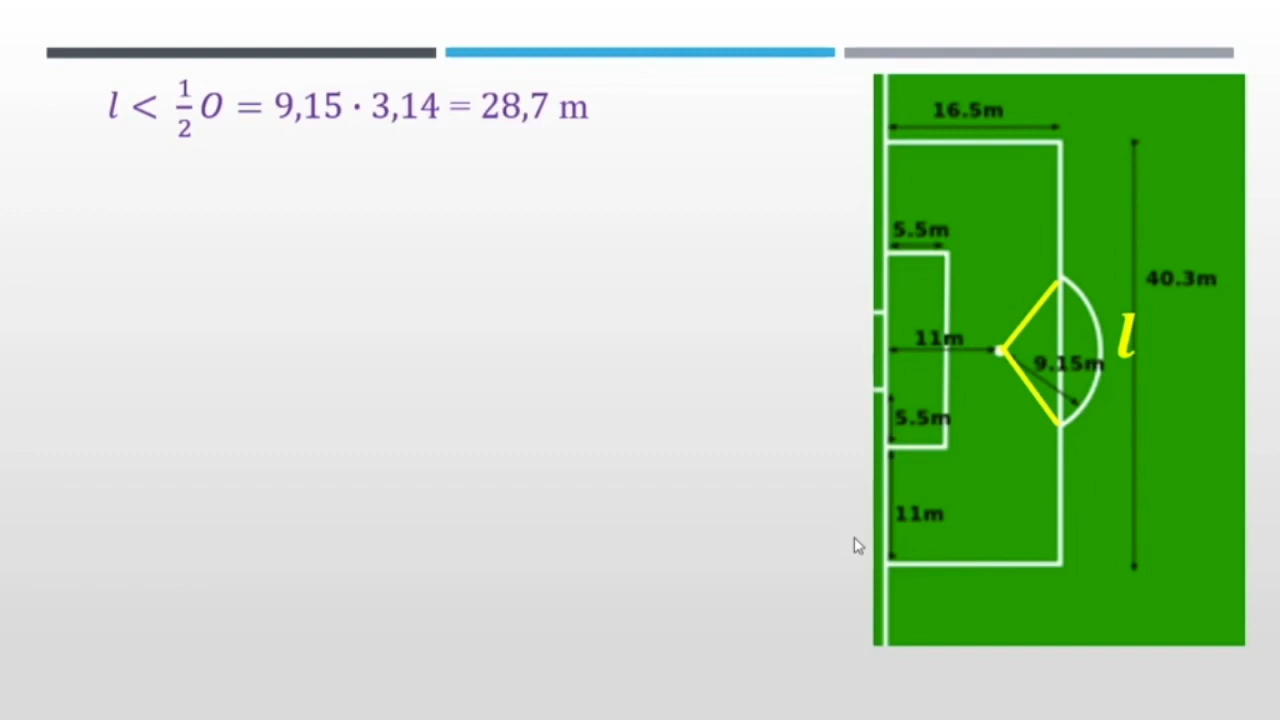 l < 1/2 O = 9,15 · 3,14 = 28,7 m
16.5m
5.5m
40.3m
11m
l
9.15m
5.5m
11m